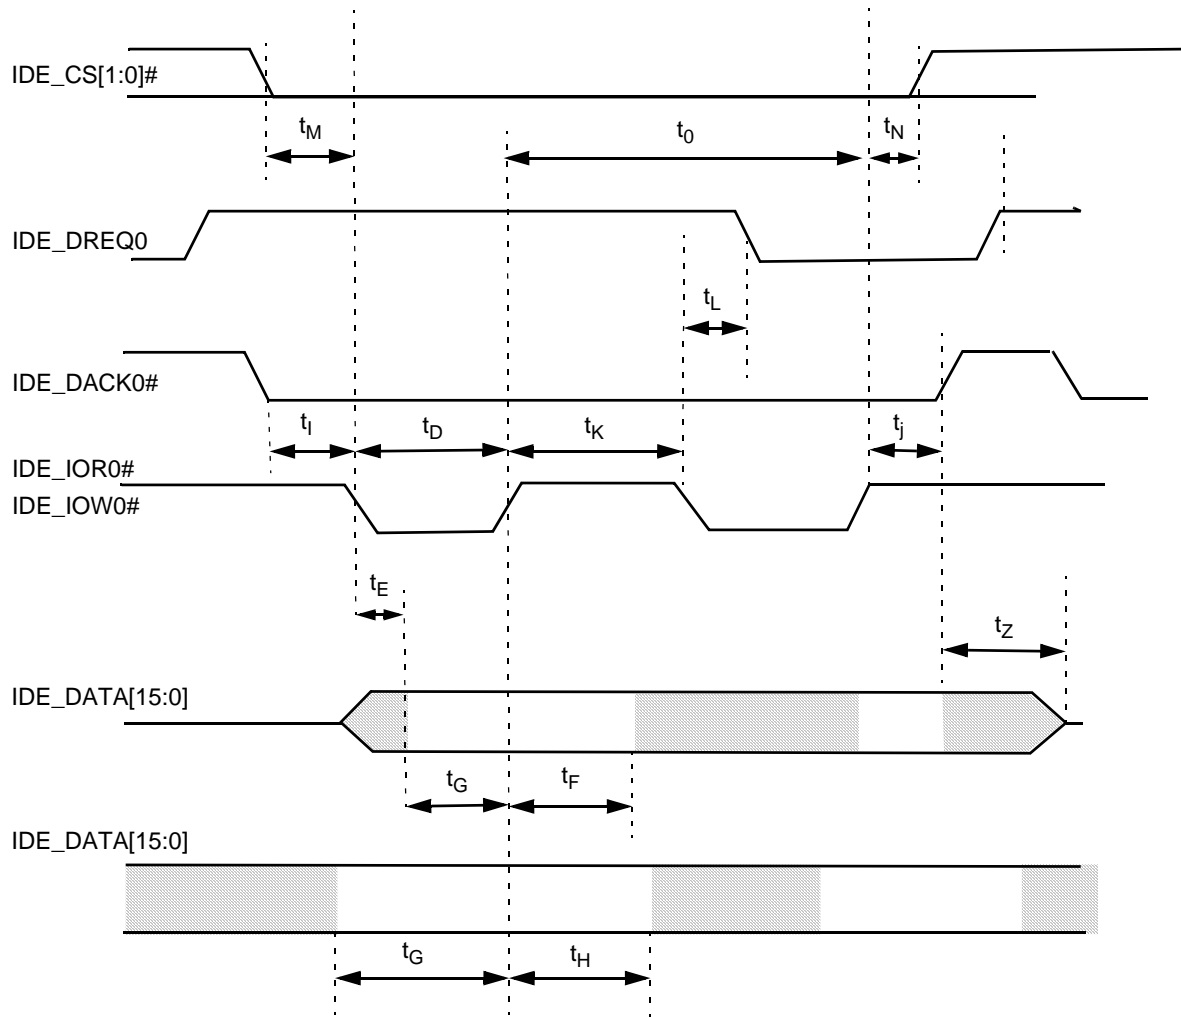 IDE_CS[1:0]#
tM
t0
tN
IDE_DREQ0
tL
IDE_DACK0#
tI
tD
tK
tj
IDE_IOR0#
IDE_IOW0#
tE
tZ
IDE_DATA[15:0]
tG
tF
IDE_DATA[15:0]
tG
tH